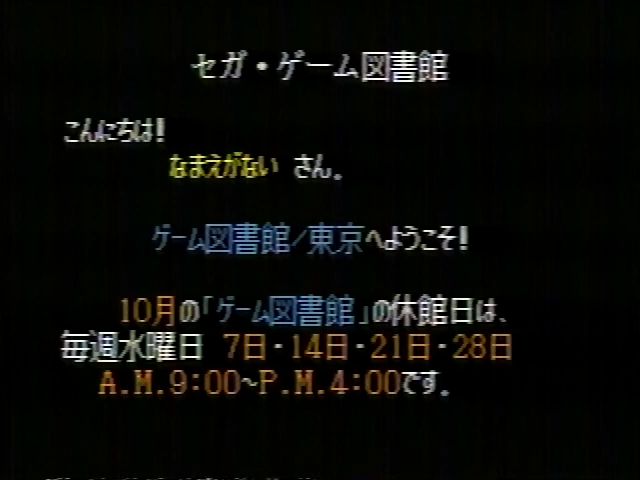 セガ・ゲーム図書館
こんにちは!
なまえがない さん。
ゲーム図書館/東京へようこそ!
10月の「ゲーム図書館」の休館日は、
毎週水曜日 7日・14日・21日・28日
A.M.9:00~P.M.4:00です。